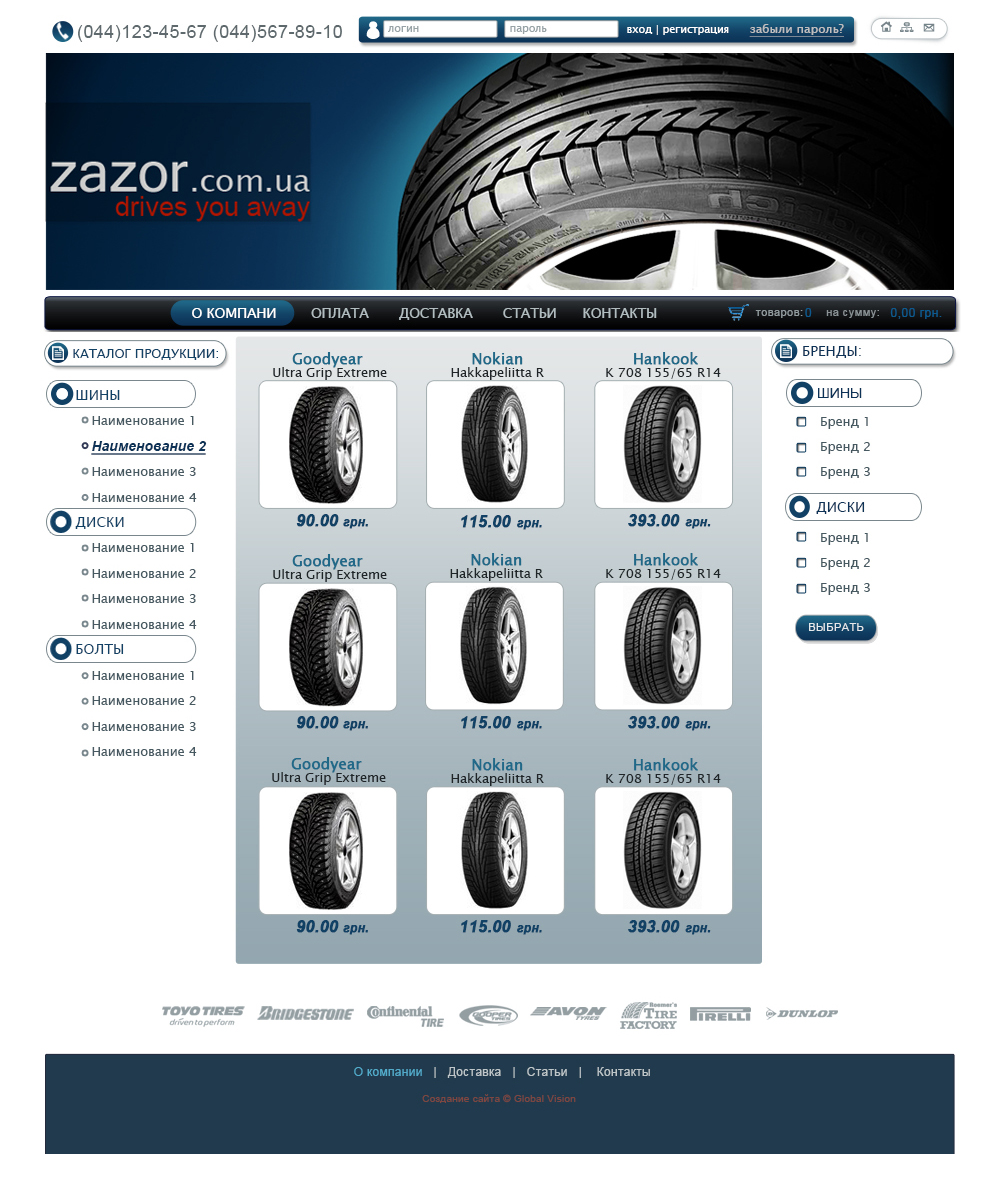 (044)123-45-67 (044)567-89-10
логин
пароль
вход | регистрация
забыли пароль?
zazor.com.ua
drives you away
О КОМПАНИ ОПЛАТА ДОСТАВКА СТАТЬИ КОНТАКТЫ
товаров: 0 на сумму: 0,00 грн.
КАТАЛОГ ПРОДУКЦИИ:
ШИНЫ
Наименование 1
Наименование 2
Наименование 3
Наименование 4
ДИСКИ
Наименование 1
Наименование 2
Наименование 3
Наименование 4
БОЛТЫ
Наименование 1
Наименование 2
Наименование 3
Наименование 4
Goodyear
Ultra Grip Extreme
90.00 грн.
Nokian
Hakkapeliitta R
115.00 грн.
Hankook
K 708 155/65 R14
393.00 грн.
Goodyear
Ultra Grip Extreme
90.00 грн.
Nokian
Hakkapeliitta R
115.00 грн.
Hankook
K 708 155/65 R14
393.00 грн.
Goodyear
Ultra Grip Extreme
90.00 грн.
Nokian
Hakkapeliitta R
115.00 грн.
Hankook
K 708 155/65 R14
393.00 грн.
БРЕНДЫ:
ШИНЫ
Бренд 1
Бренд 2
Бренд 3
ДИСКИ
Бренд 1
Бренд 2
Бренд 3
ВЫБРАТЬ
TOYO TIRES
driven to perform
BRIDGESTONE
Continental
TIRE
COOPER
TIRES
AVON
TYRES
Roemer's
TIRE
FACTORY
PIRELLI
DUNLOP
О компании | Доставка | Статьи | Контакты
Создание сайта © Global Vision